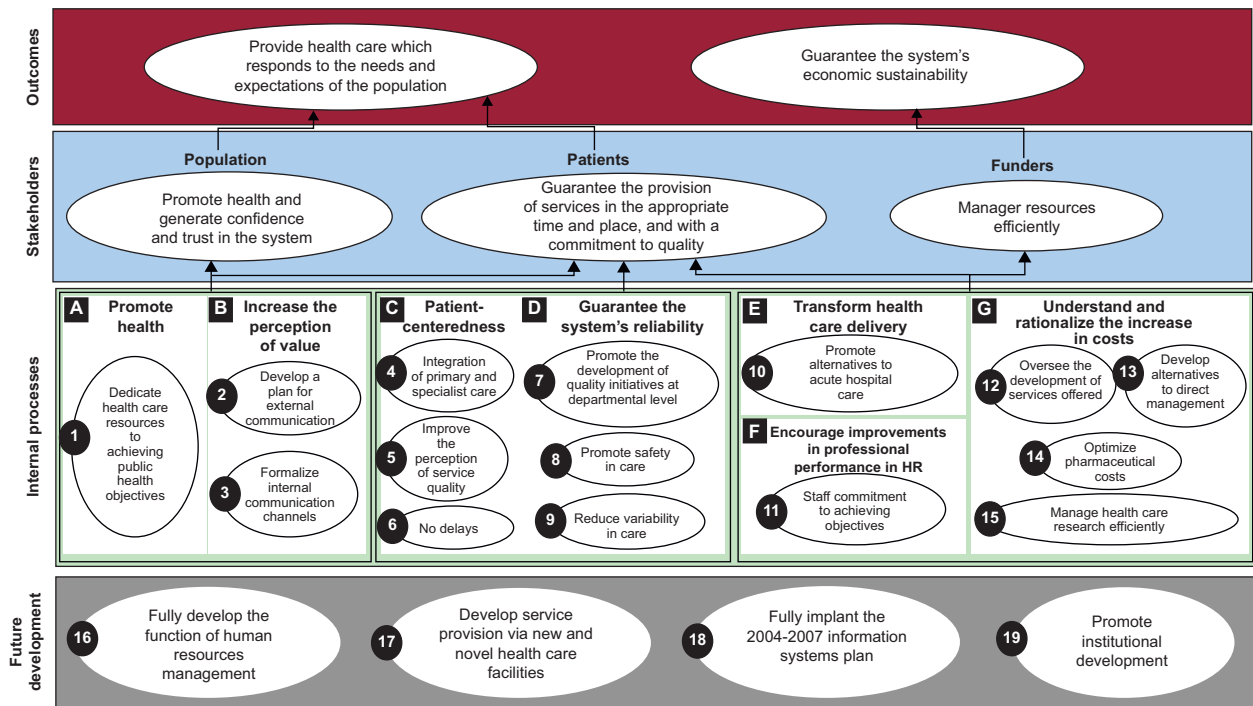 Outcomes
Provide health care which
responds to the needs and
expectations of the population
Guarantee the system's
economic sustainability
Stakeholders
Population
Promote health and
generate confidence
and trust in the system
Patients
Guarantee the provision
of services in the appropriate
time and place, and with a
commitment to quality
Funders
Manager resources
efficiently
Internal processes
A
Promote
health
1
Dedicate
health care
resources
to
achieving
public
health
objectives
B
Increase the
perception
of value
2
Develop a
plan for
external
communication
3
Formalize
internal
communication
channels
C
Patient-
centeredness
4
Integration
of primary and
specialist care
5
Improve
the
perception
of service
quality
6
No delays
D
Guarantee the
system's reliability
7
Promote the
development of
quality initiatives at
departmental level
8
Promote safety
in care
9
Reduce variability
in care
E
Transform health
care delivery
10
Promote
alternatives to
acute hospital
care
F
Encourage improvements
in professional
performance in HR
11
Staff commitment
to achieving
objectives
G
Understand and
rationalize the increase
in costs
12
Oversee the
development of
services offered
13
Develop
alternatives
to direct
management
14
Optimize
pharmaceutical
costs
15
Manage health care
research efficiently
Future
development
16
Fully develop the
function of human
resources
management
17
Develop service
provision via new and
novel health care
facilities
18
Fully implant the
2004-2007 information
systems plan
19
Promote
institutional
development